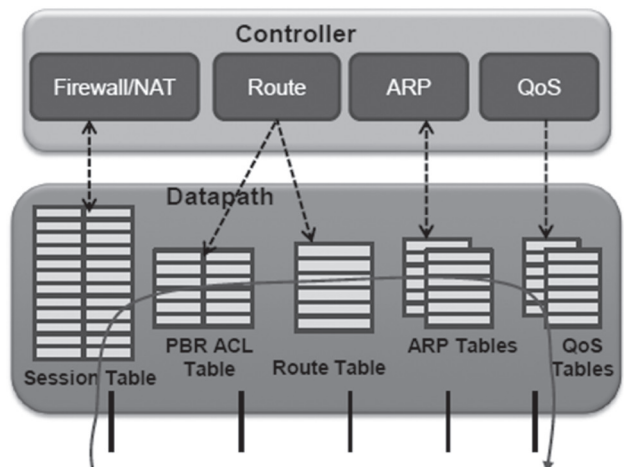 Controller
Firewall/NAT
Route
ARP
QoS
Datapath
Session Table
PBR ACL
Table
Route Table
ARP Tables
QoS
Tables